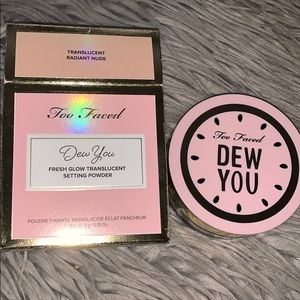 TRANSLUCENT
RADIANT NUDE
Too Faced
Dew You
FRESH GLOW TRANSLUCENT
SETTING POWDER
POUDRE FIXANTE TRANSLUCIDE ÉCLAT FRAÎCHEUR
Too Faced
DEW
YOU